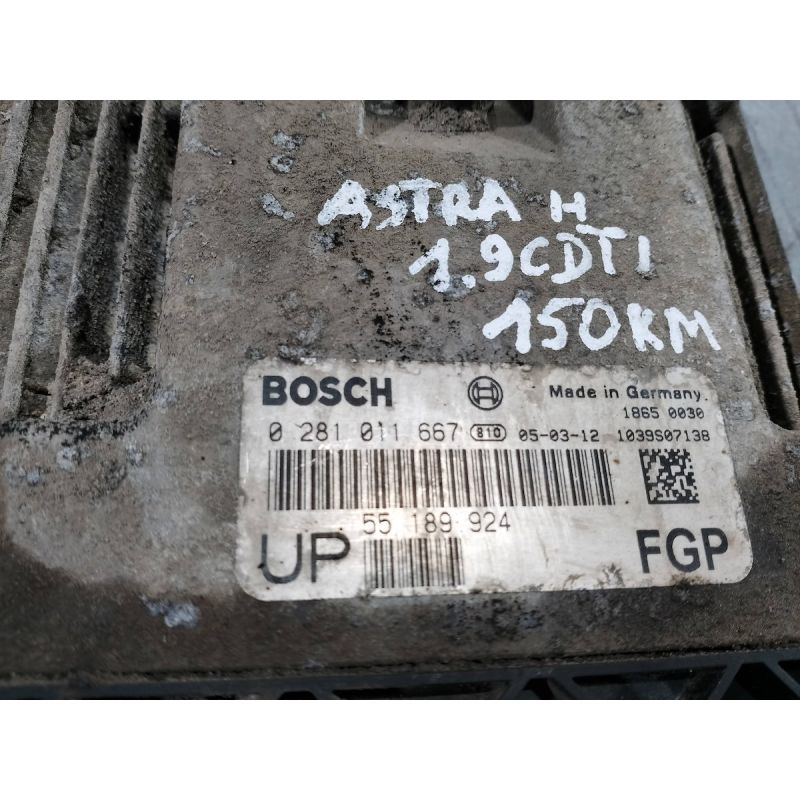 ASTRA H
1.9CDTI
150KM
BOSCH Made in Germany.
1865 0030
0 281 011 667 810 05-03-12 1039S07138
55 189 924
UP FGP